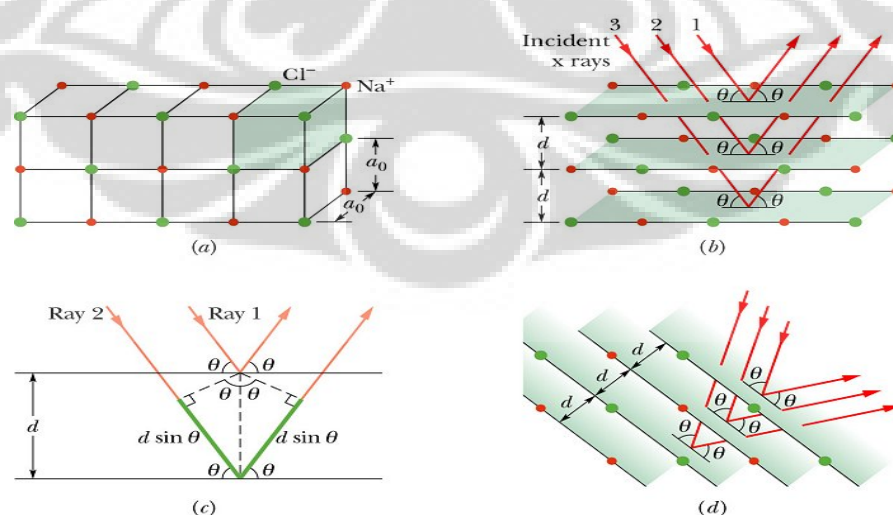 Cl⁻
Na⁺
a₀
a₀
(a)
3 2 1
Incident
x rays
θ θ
d
θ θ
d
θ θ
(b)
Ray 2 Ray 1
θ θ
θ θ
d
d sin θ d sin θ
θ θ
(c)
d
d
d
θ
θ
θ
θ
θ
θ
(d)